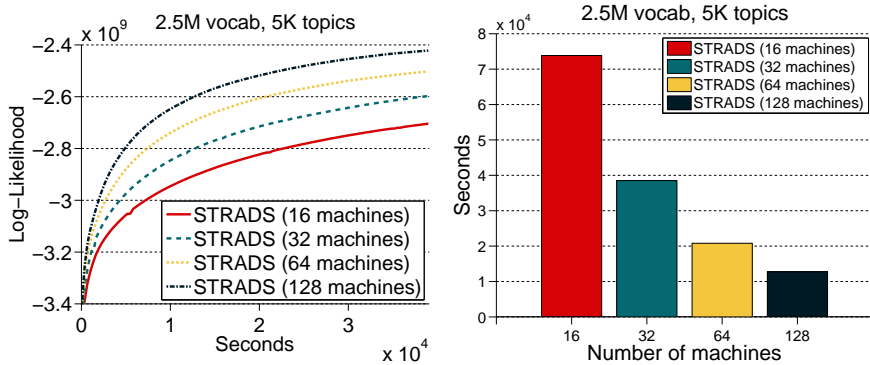 2.5M vocab, 5K topics
x 10^9
Log−Likelihood
−2.4
−2.6
−2.8
−3
−3.2
−3.4
0
1
2
3
Seconds
x 10^4
STRADS (16 machines)
STRADS (32 machines)
STRADS (64 machines)
STRADS (128 machines)
2.5M vocab, 5K topics
x 10^4
Seconds
8
7
6
5
4
3
2
1
0
16
32
64
128
Number of machines
STRADS (16 machines)
STRADS (32 machines)
STRADS (64 machines)
STRADS (128 machines)